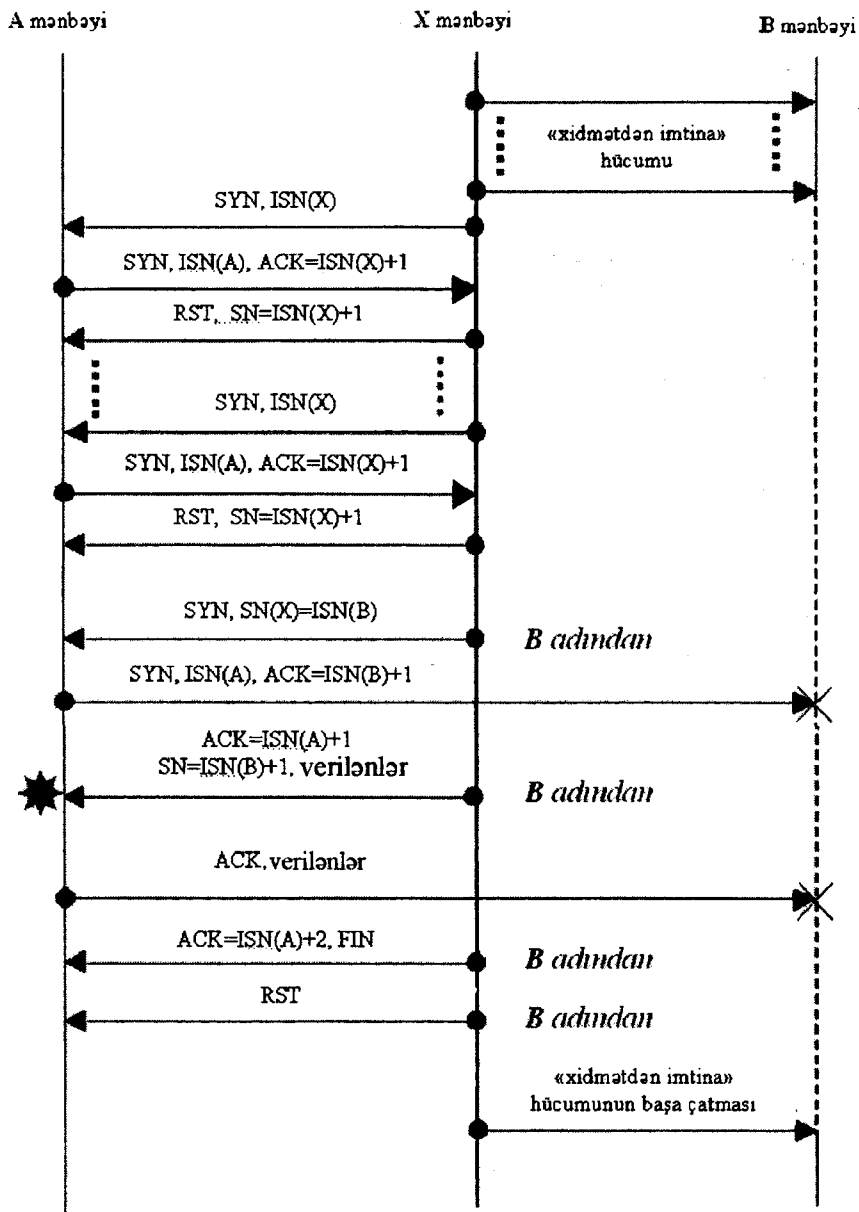 A mənbəyi
X mənbəyi
B mənbəyi
«xidmətdən imtina»
hücumu
SYN, ISN(X)
SYN, ISN(A), ACK=ISN(X)+1
RST, SN=ISN(X)+1
SYN, ISN(X)
SYN, ISN(A), ACK=ISN(X)+1
RST, SN=ISN(X)+1
SYN, SN(X)=ISN(B)
B adından
SYN, ISN(A), ACK=ISN(B)+1
ACK=ISN(A)+1
SN=ISN(B)+1, verilənlər
B adından
ACK, verilənlər
ACK=ISN(A)+2, FIN
B adından
RST
B adından
«xidmətdən imtina»
hücumunun başa çatması